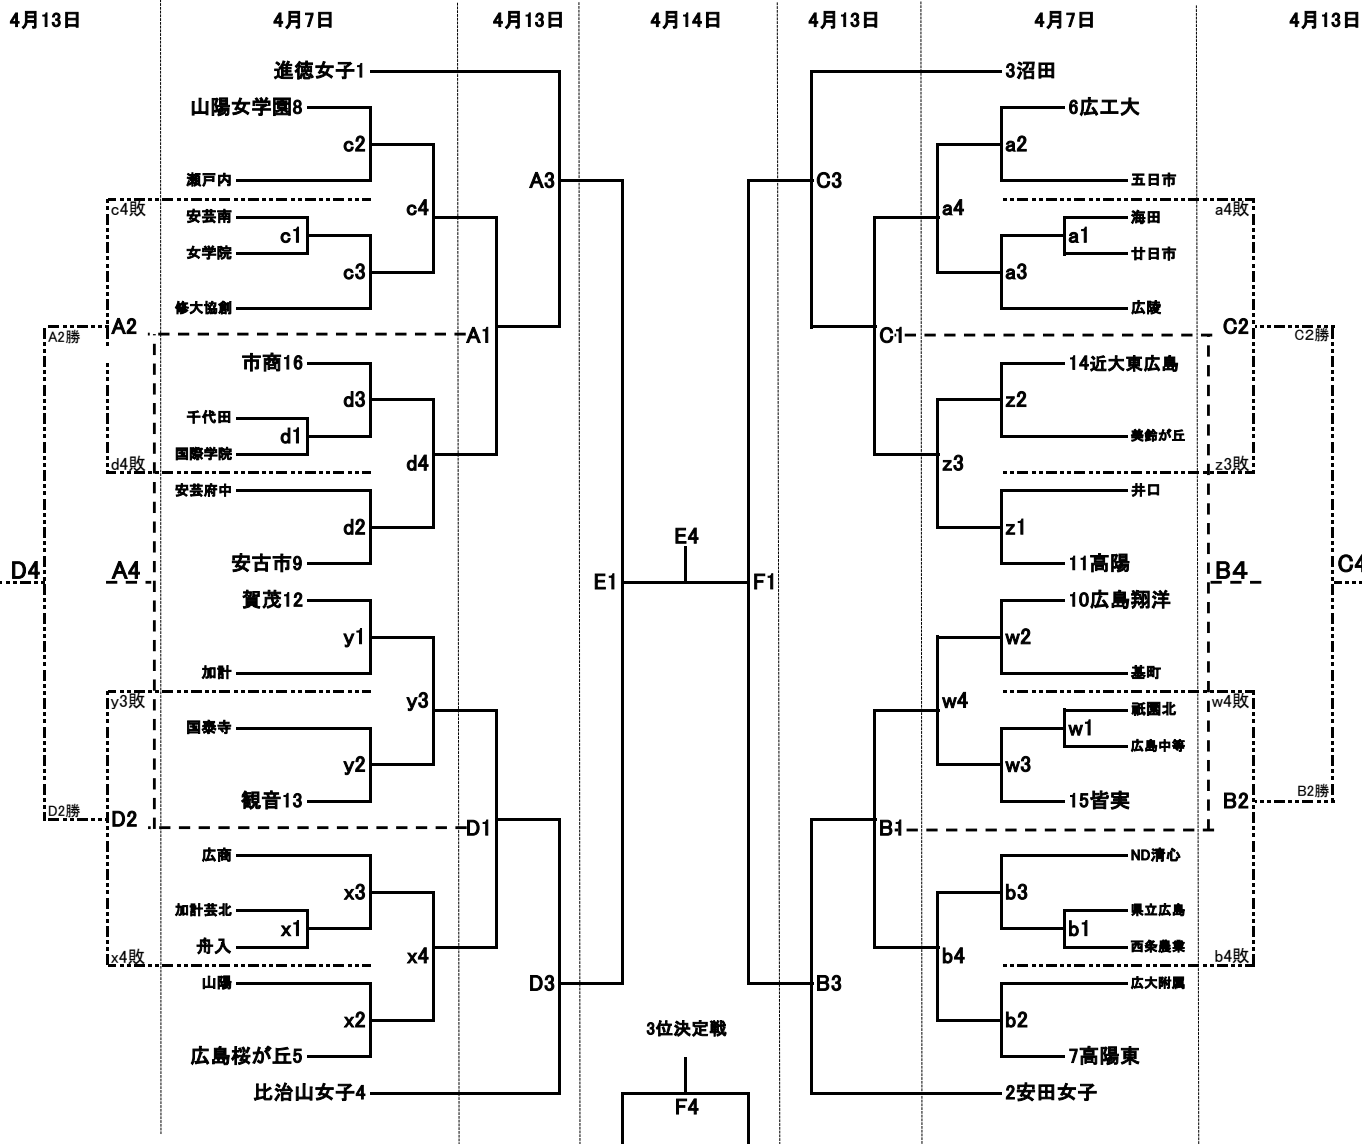 4月13日 4月7日 4月13日 4月14日 4月13日 4月7日 4月13日
進徳女子1 3沼田
山陽女学園8 6広工大
c2 a2
瀬戸内 A3 C3 五日市
c4敗 c4 a4 a4敗
安芸南 海田
c1 a1
女学院 廿日市
c3 a3
修大協創 広陵
A2 C2
A2勝 A1 C1 C2勝
市商16 14近大東広島
d3 z2
千代田
d1 美鈴が丘
国際学院
d4敗 d4 z3 z3敗
安芸府中 井口
d2 z1
E4
安古市9 11高陽
D4 A4 E1 F1 B4 C4
賀茂12 10広島翔洋
y1 w2
加計 基町
y3敗 y3 w4 w4敗
祇園北
国泰寺 w1
広島中等
y2 w3
観音13 15皆実 B2 B2勝
D2勝 D2 D1 B1
広商 ND清心
x3 b3
加計芸北 県立広島
x1 b1
舟入 西条農業
x4敗 x4 b4 b4敗
山陽 D3 B3 広大附属
x2 b2
3位決定戦
広島桜が丘5 7高陽東
比治山女子4 2安田女子
F4